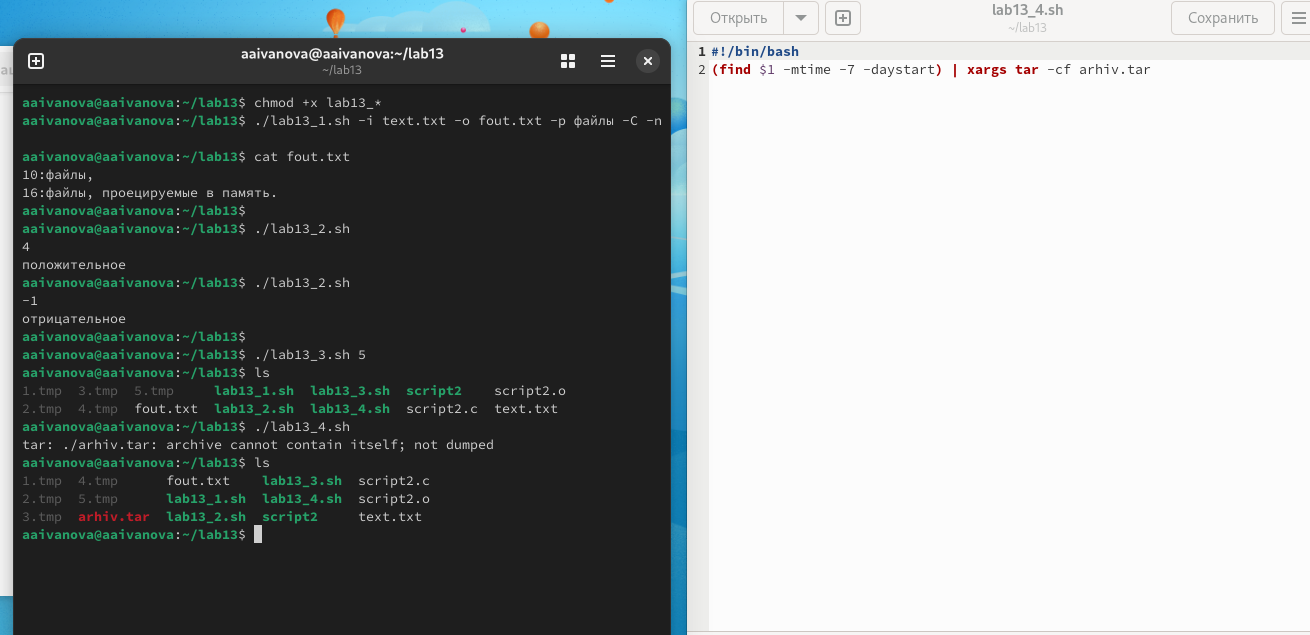 aaivanova@aaivanova:~/lab13
~/lab13
aaivanova@aaivanova:~/lab13$ chmod +x lab13_*
aaivanova@aaivanova:~/lab13$ ./lab13_1.sh -i text.txt -o fout.txt -p файлы -C -n
aaivanova@aaivanova:~/lab13$ cat fout.txt
10:файлы,
16:файлы, проецируемые в память.
aaivanova@aaivanova:~/lab13$
aaivanova@aaivanova:~/lab13$ ./lab13_2.sh
4
положительное
aaivanova@aaivanova:~/lab13$ ./lab13_2.sh
-1
отрицательное
aaivanova@aaivanova:~/lab13$
aaivanova@aaivanova:~/lab13$ ./lab13_3.sh 5
aaivanova@aaivanova:~/lab13$ ls
1.tmp 3.tmp 5.tmp lab13_1.sh lab13_3.sh script2 script2.o
2.tmp 4.tmp fout.txt lab13_2.sh lab13_4.sh script2.c text.txt
aaivanova@aaivanova:~/lab13$ ./lab13_4.sh
tar: ./arhiv.tar: archive cannot contain itself; not dumped
aaivanova@aaivanova:~/lab13$ ls
1.tmp 4.tmp fout.txt lab13_3.sh script2.c
2.tmp 5.tmp lab13_1.sh lab13_4.sh script2.o
3.tmp arhiv.tar lab13_2.sh script2 text.txt
aaivanova@aaivanova:~/lab13$
Открыть
lab13_4.sh
~/lab13
Сохранить
1 #!/bin/bash
2 (find $1 -mtime -7 -daystart) | xargs tar -cf arhiv.tar